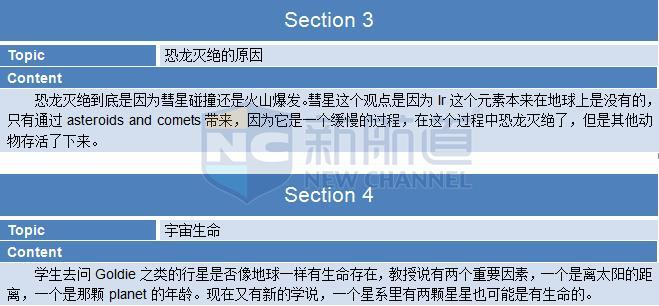 Section 3
Topic 恐龙灭绝的原因
Content
恐龙灭绝到底是因为彗星碰撞还是火山爆发。彗星这个观点是因为 Ir 这个元素本来在地球上是没有的，
只有通过 asteroids and comets 带来，因为它是一个缓慢的过程，在这个过程中恐龙灭绝了，但是其他动
物存活了下来。
新航道
NEW CHANNEL
Section 4
Topic 宇宙生命
Content
学生去问 Goldie 之类的行星是否像地球一样有生命存在，教授说有两个重要因素，一个是离太阳的距
离，一个是那颗 planet 的年龄。现在又有新的学说，一个星系里有两颗星星也可能是有生命的。